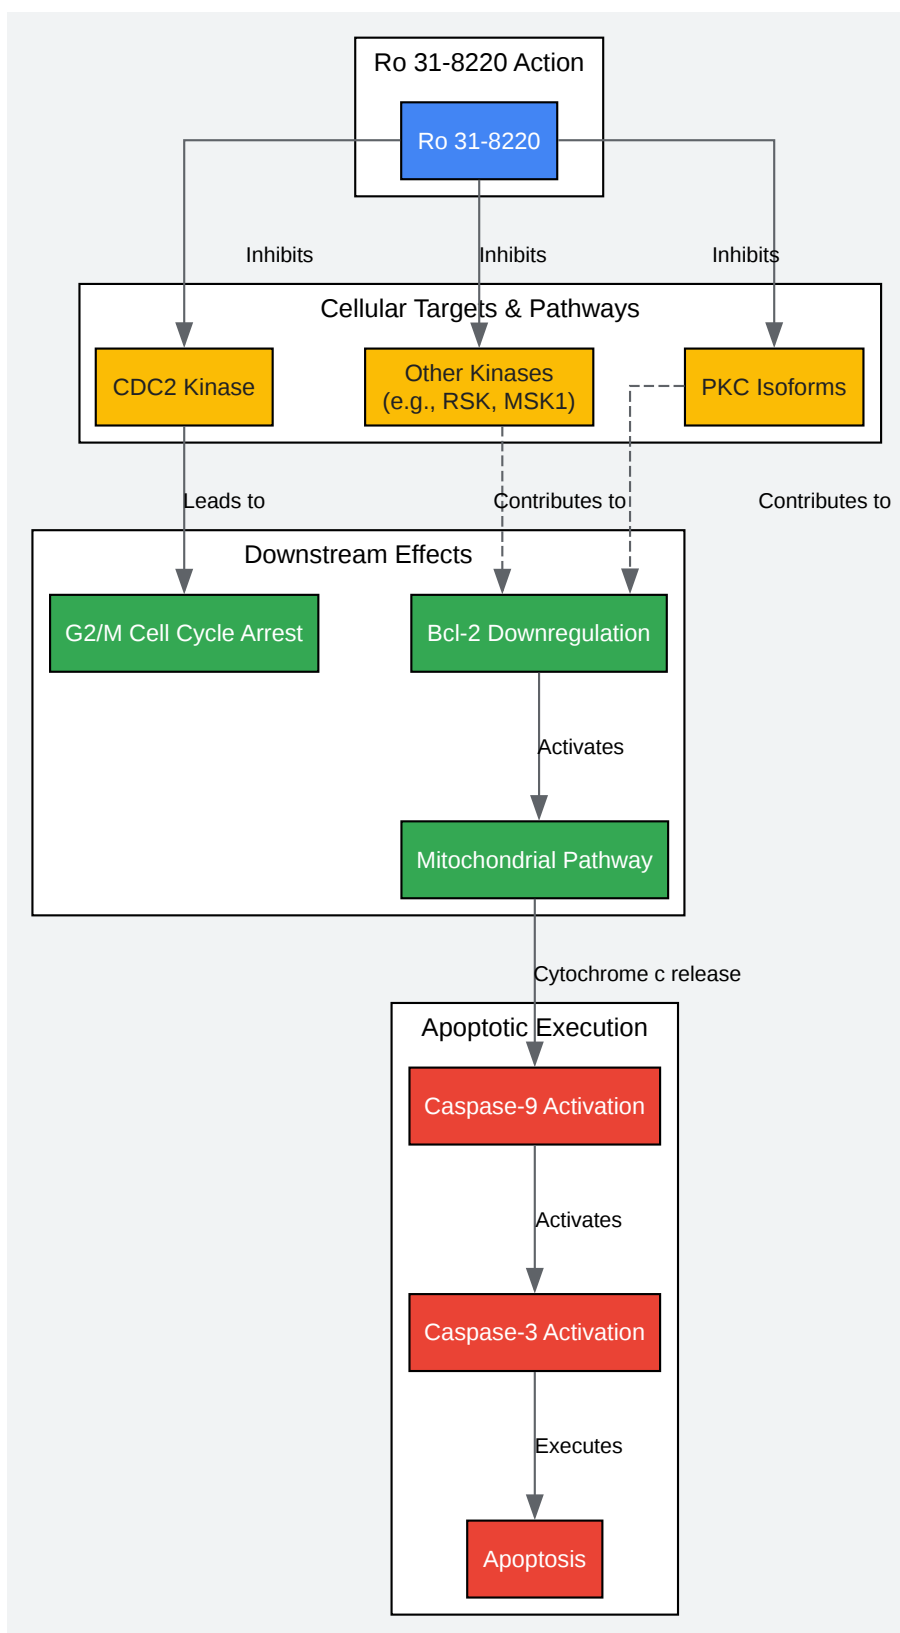 Ro 31-8220 Action
Ro 31-8220
Inhibits
Inhibits
Inhibits
Cellular Targets & Pathways
CDC2 Kinase
Other Kinases
(e.g., RSK, MSK1)
PKC Isoforms
Leads to
Contributes to
Contributes to
Downstream Effects
G2/M Cell Cycle Arrest
Bcl-2 Downregulation
Activates
Mitochondrial Pathway
Cytochrome c release
Apoptotic Execution
Caspase-9 Activation
Activates
Caspase-3 Activation
Executes
Apoptosis